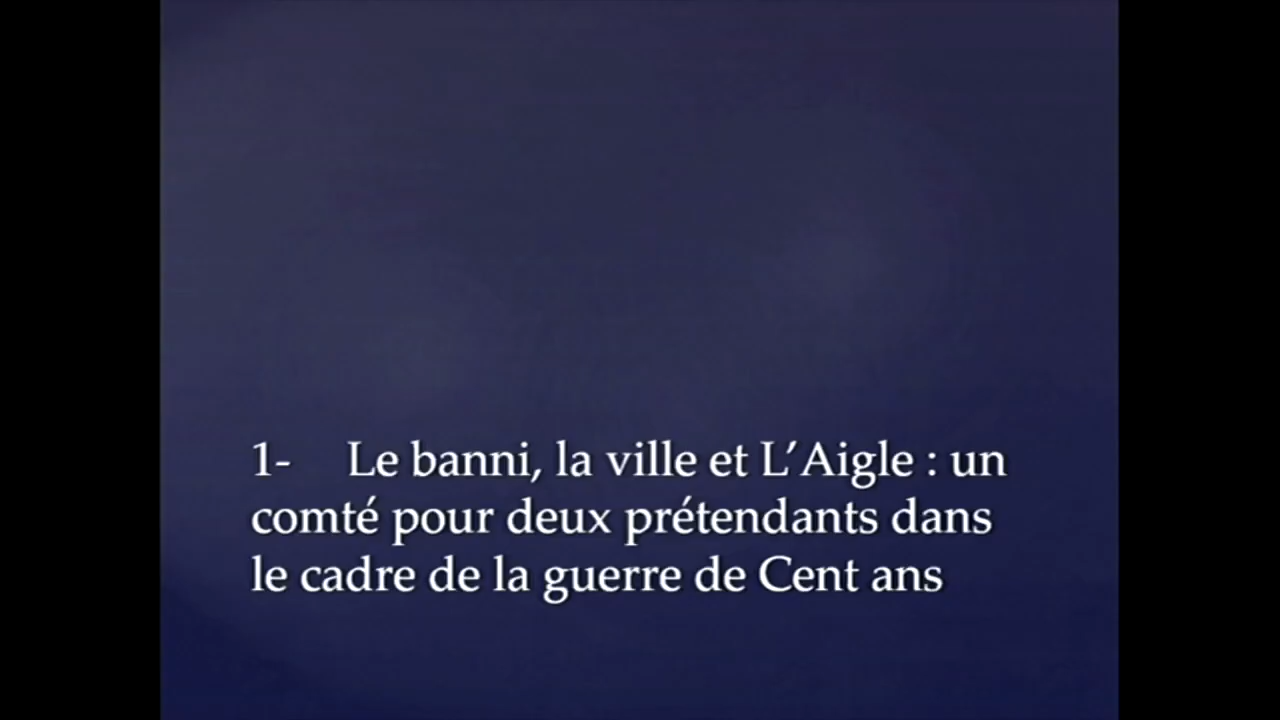 1- Le banni, la ville et L’Aigle : un
comté pour deux prétendants dans
le cadre de la guerre de Cent ans